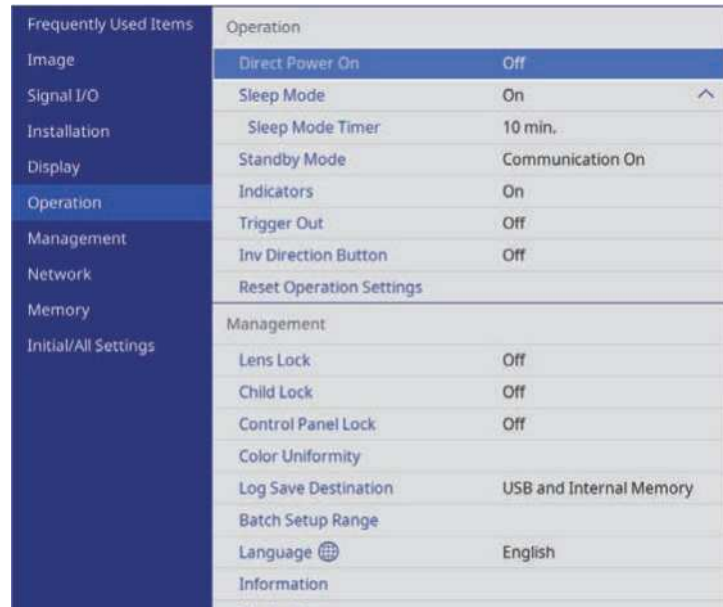 Frequently Used Items
Image
Signal I/O
Installation
Display
Operation
Management
Network
Memory
Initial/All Settings
Operation
Direct Power On Off
Sleep Mode On
Sleep Mode Timer 10 min.
Standby Mode Communication On
Indicators On
Trigger Out Off
Inv Direction Button Off
Reset Operation Settings
Management
Lens Lock Off
Child Lock Off
Control Panel Lock Off
Color Uniformity
Log Save Destination USB and Internal Memory
Batch Setup Range
Language English
Information